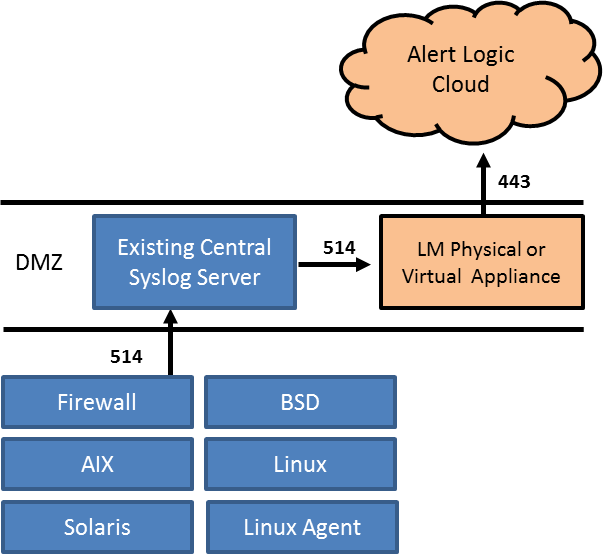 Alert Logic
Cloud
443
DMZ
Existing Central
Syslog Server
514
LM Physical or
Virtual Appliance
514
Firewall
BSD
AIX
Linux
Solaris
Linux Agent